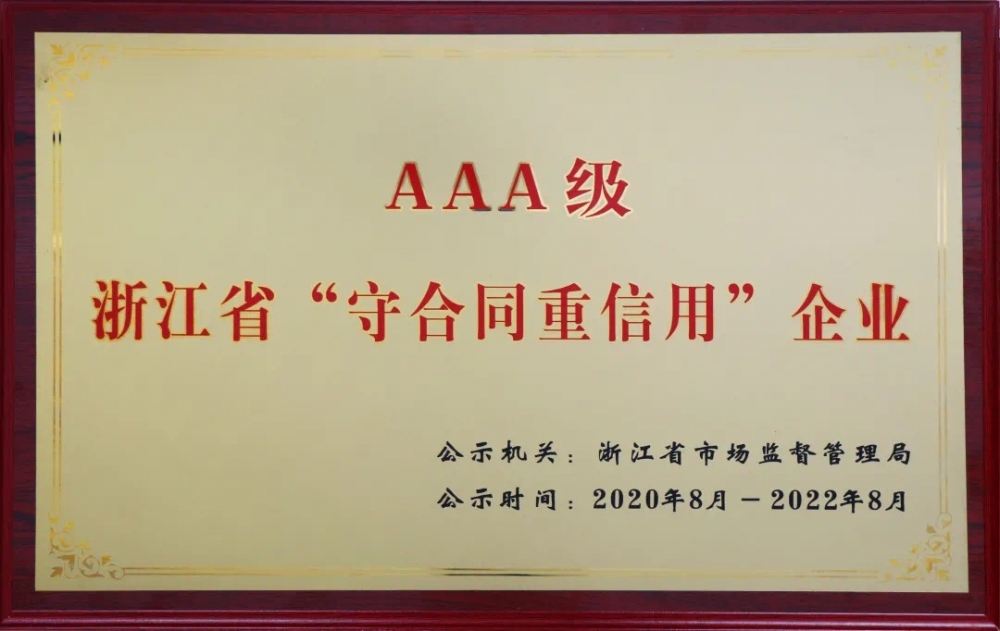 AAA级
浙江省“守合同重信用”企业
公示机关：浙江省市场监督管理局
公示时间：2020年8月－2022年8月